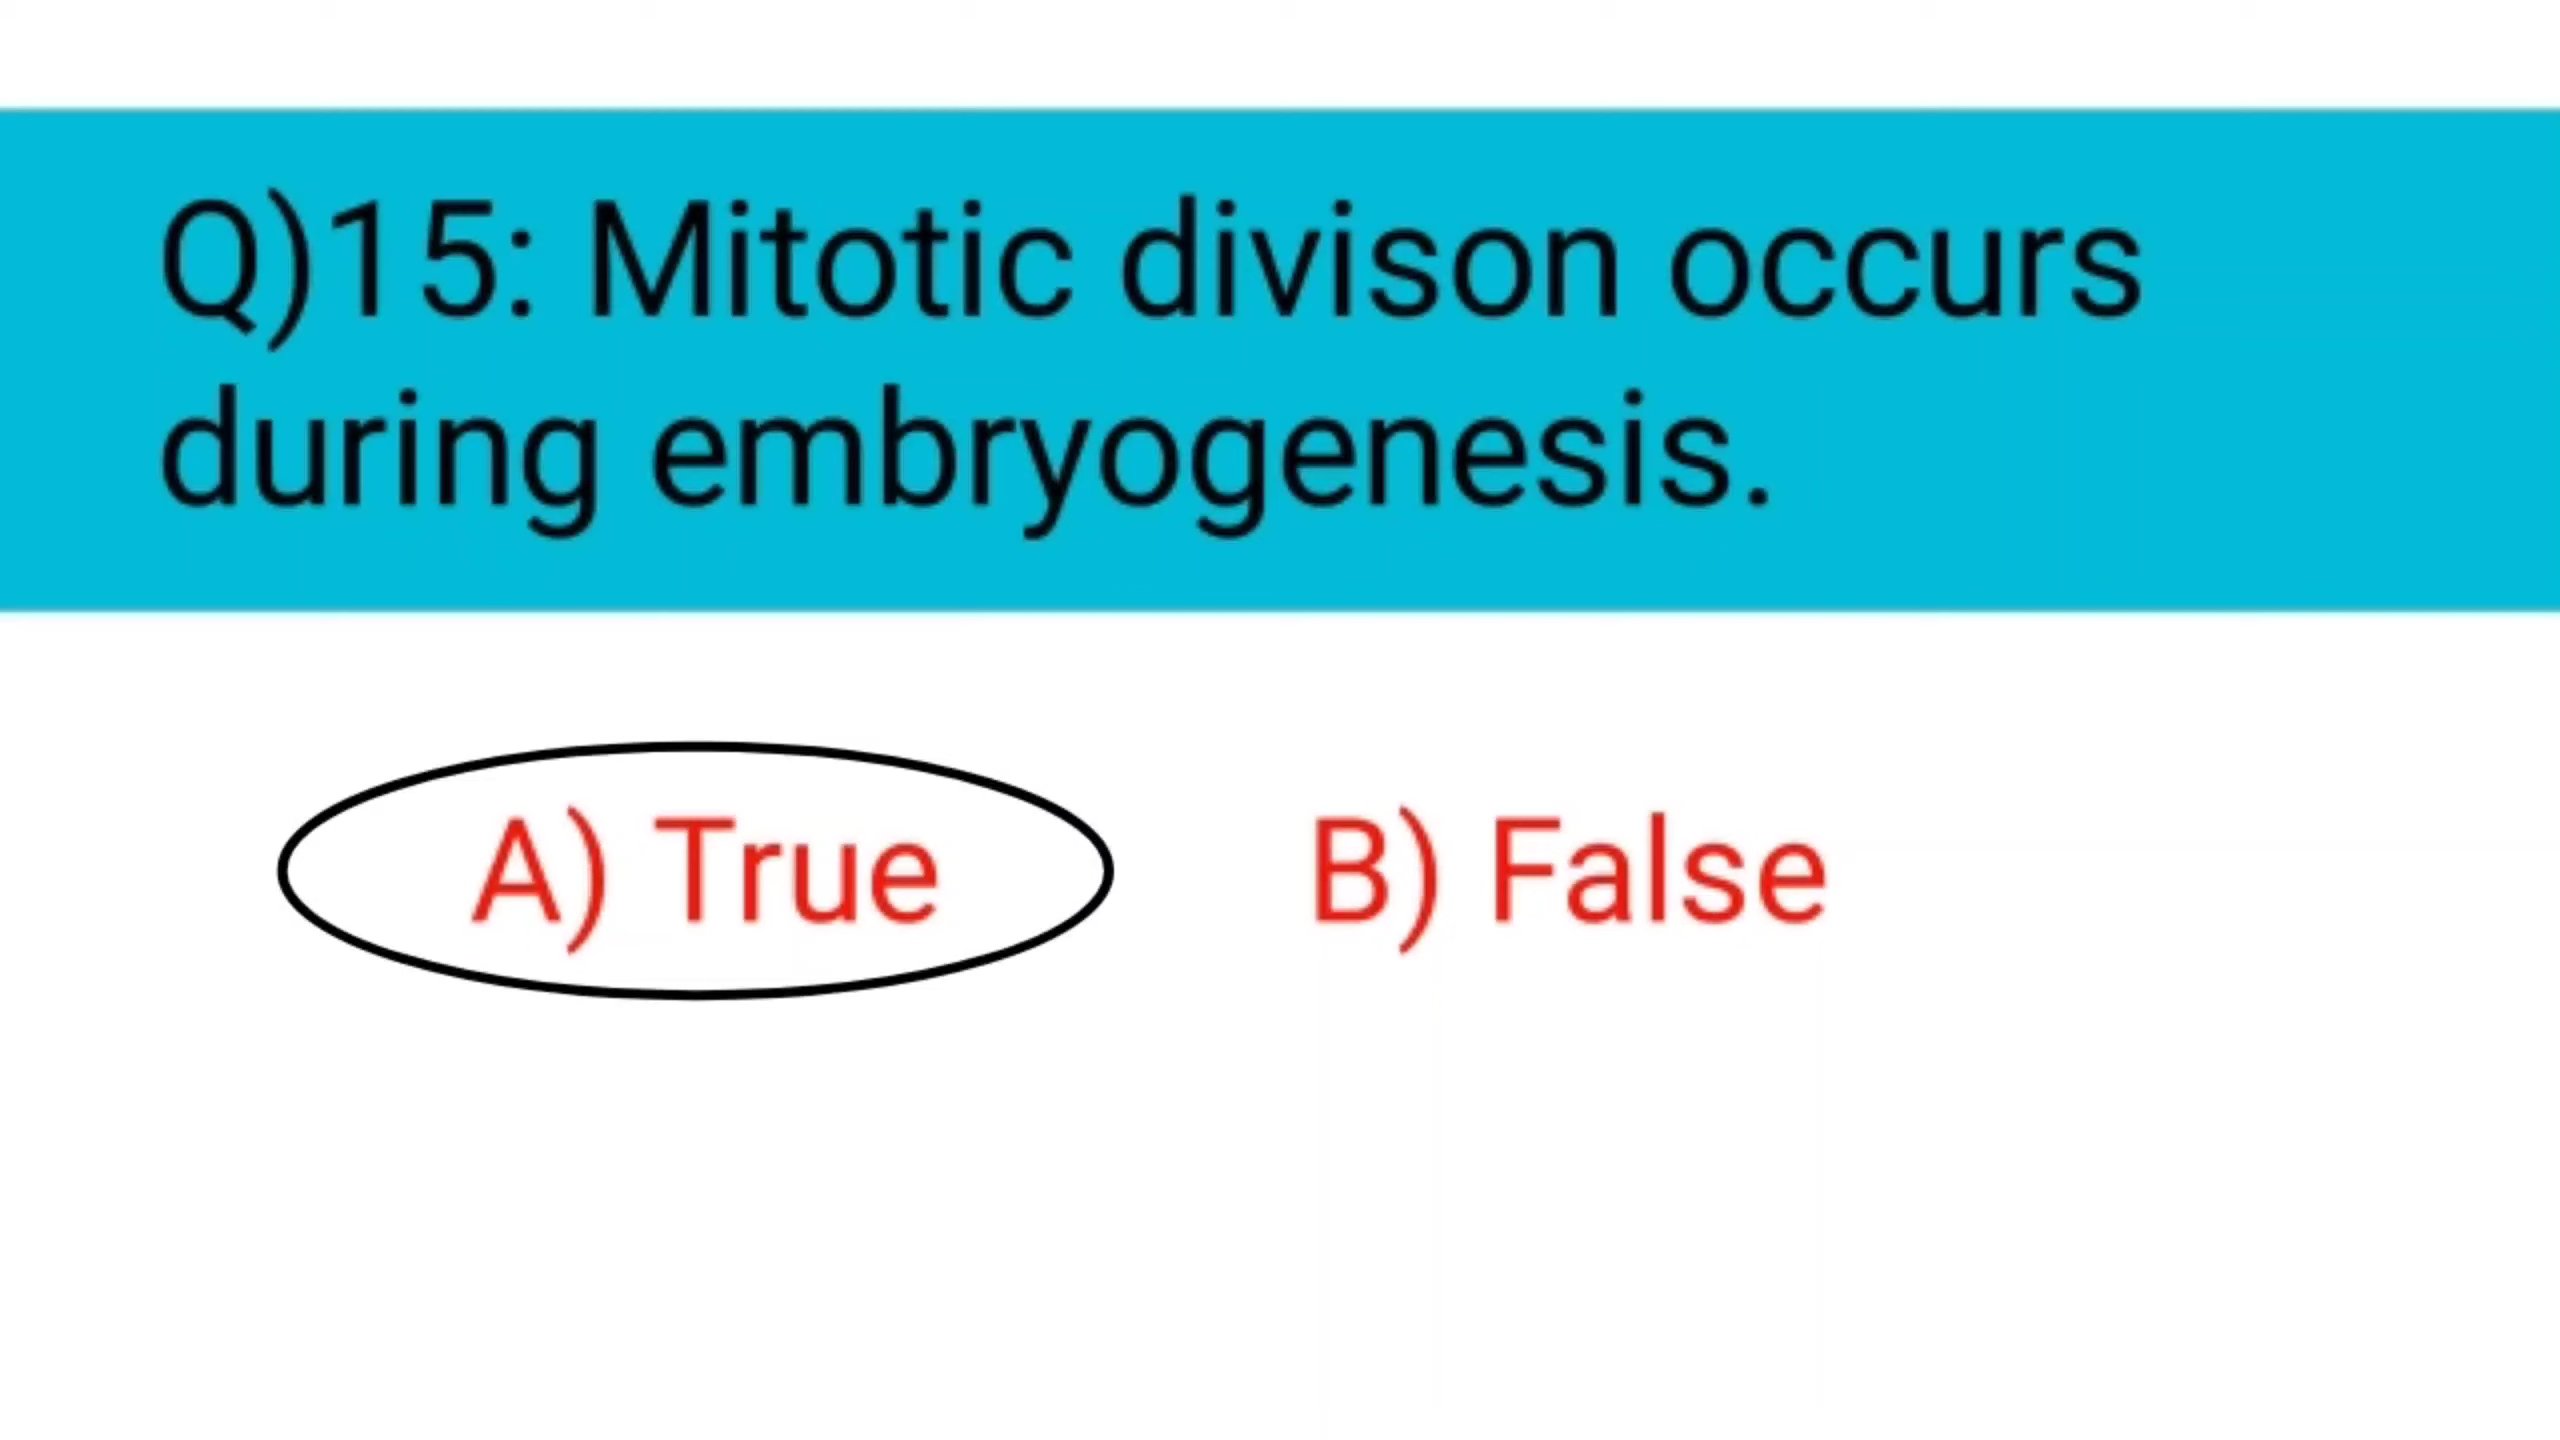 Q)15: Mitotic divison occurs
during embryogenesis.
A) True B) False